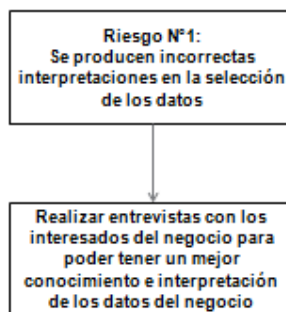 Riesgo N°1:
Se producen incorrectas
interpretaciones en la selección
de los datos
Realizar entrevistas con los
interesados del negocio para
poder tener un mejor
conocimiento e interpretación
de los datos del negocio